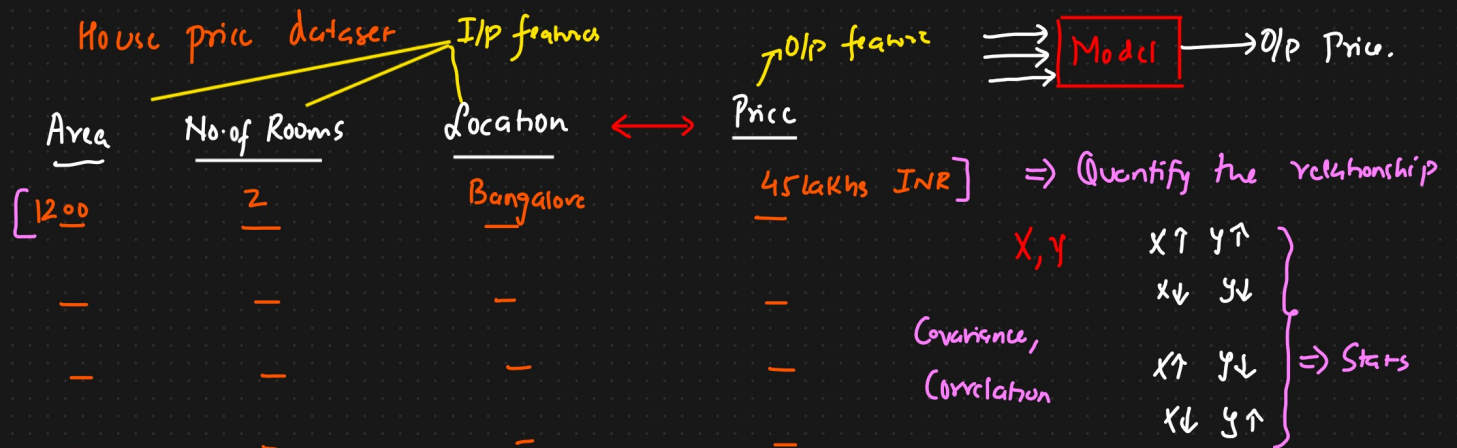 House price dataset I/p features
O/p feature
Model O/p Price.
Area No. of Rooms Location Price
[1200 2 Bangalore 45 lakhs INR] ⇒ Quantify the relationship
X, Y X↑ Y↑
X↓ Y↓
Covariance,
Correlation
X↑ Y↓ ⇒ Stats
X↓ Y↑